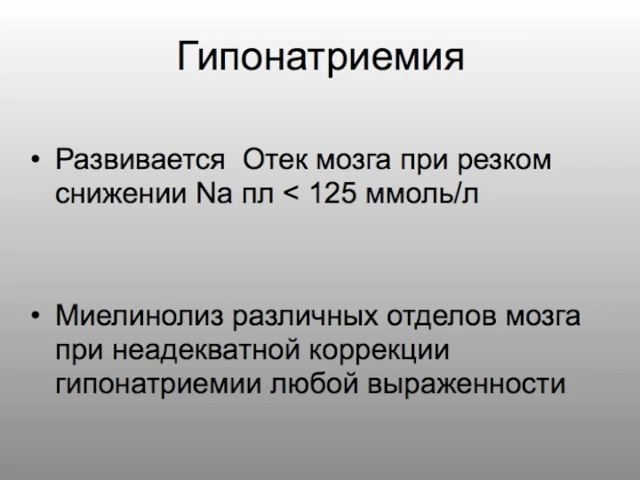 Гипонатриемия
• Развивается  Отек мозга при резком
снижении Na пл < 125 ммоль/л
• Миелинолиз различных отделов мозга
при неадекватной коррекции
гипонатриемии любой выраженности